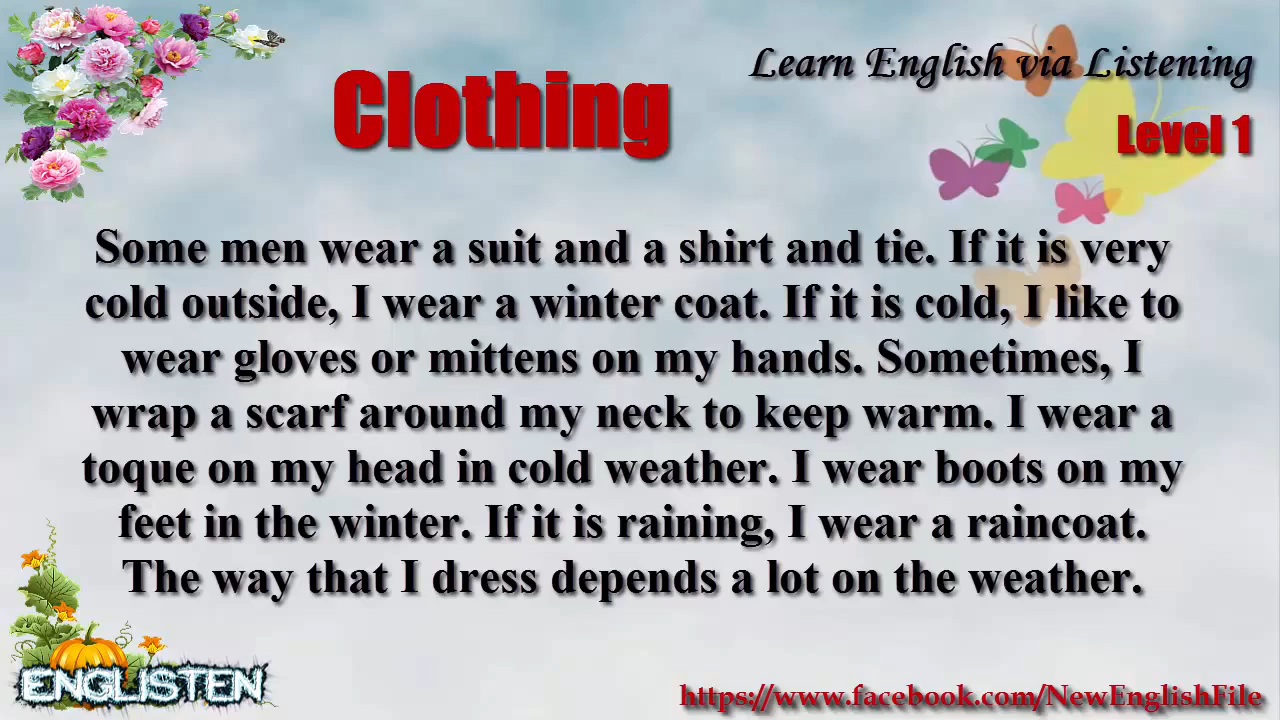 Learn English via Listening
Clothing
Level 1
Some men wear a suit and a shirt and tie. If it is very
cold outside, I wear a winter coat. If it is cold, I like to
wear gloves or mittens on my hands. Sometimes, I
wrap a scarf around my neck to keep warm. I wear a
toque on my head in cold weather. I wear boots on my
feet in the winter. If it is raining, I wear a raincoat.
The way that I dress depends a lot on the weather.
ENGLISTEN
https://www.facebook.com/NewEnglishFile